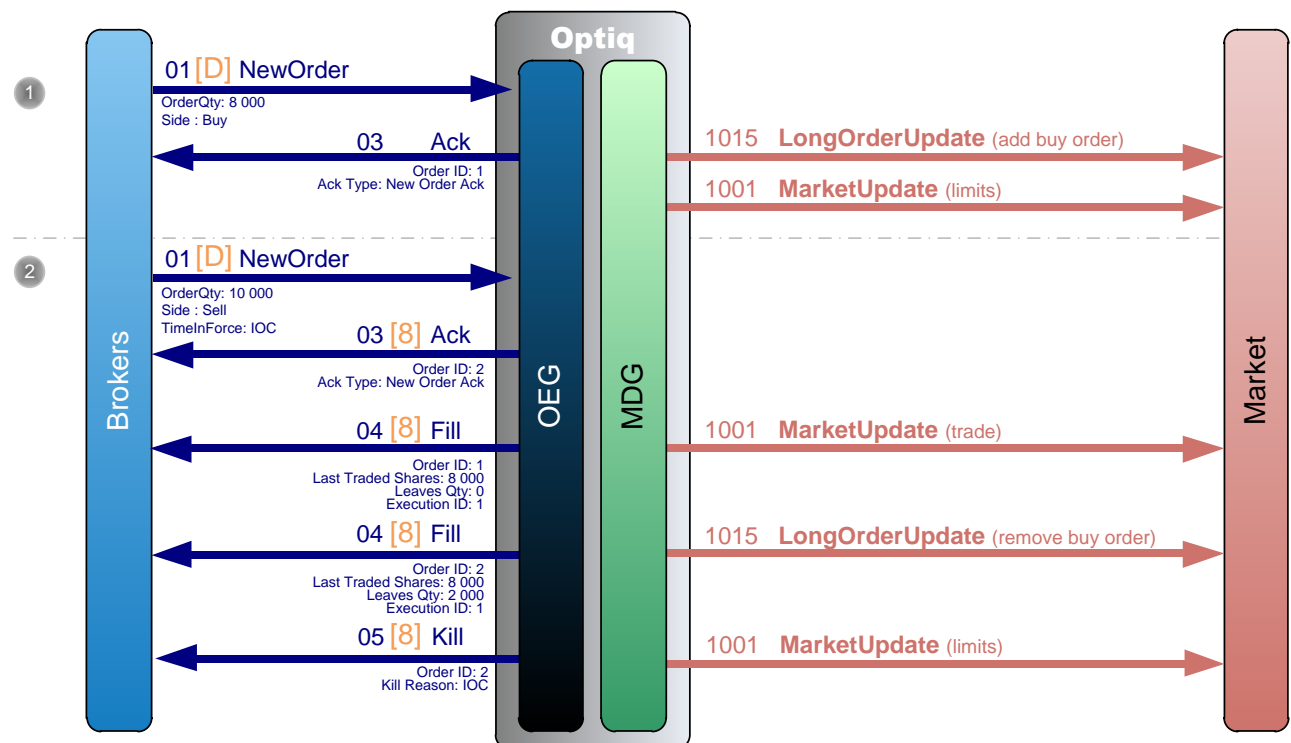 Optiq
1
01 [D] NewOrder
OrderQty: 8 000
Side : Buy
03 Ack
Order ID: 1
Ack Type: New Order Ack
1015 LongOrderUpdate (add buy order)
1001 MarketUpdate (limits)
2
01 [D] NewOrder
OrderQty: 10 000
Side : Sell
TimeInForce: IOC
03 [8] Ack
Order ID: 2
Ack Type: New Order Ack
04 [8] Fill
Order ID: 1
Last Traded Shares: 8 000
Leaves Qty: 0
Execution ID: 1
1001 MarketUpdate (trade)
04 [8] Fill
Order ID: 2
Last Traded Shares: 8 000
Leaves Qty: 2 000
Execution ID: 1
1015 LongOrderUpdate (remove buy order)
05 [8] Kill
Order ID: 2
Kill Reason: IOC
1001 MarketUpdate (limits)
Brokers
OEG
MDG
Market